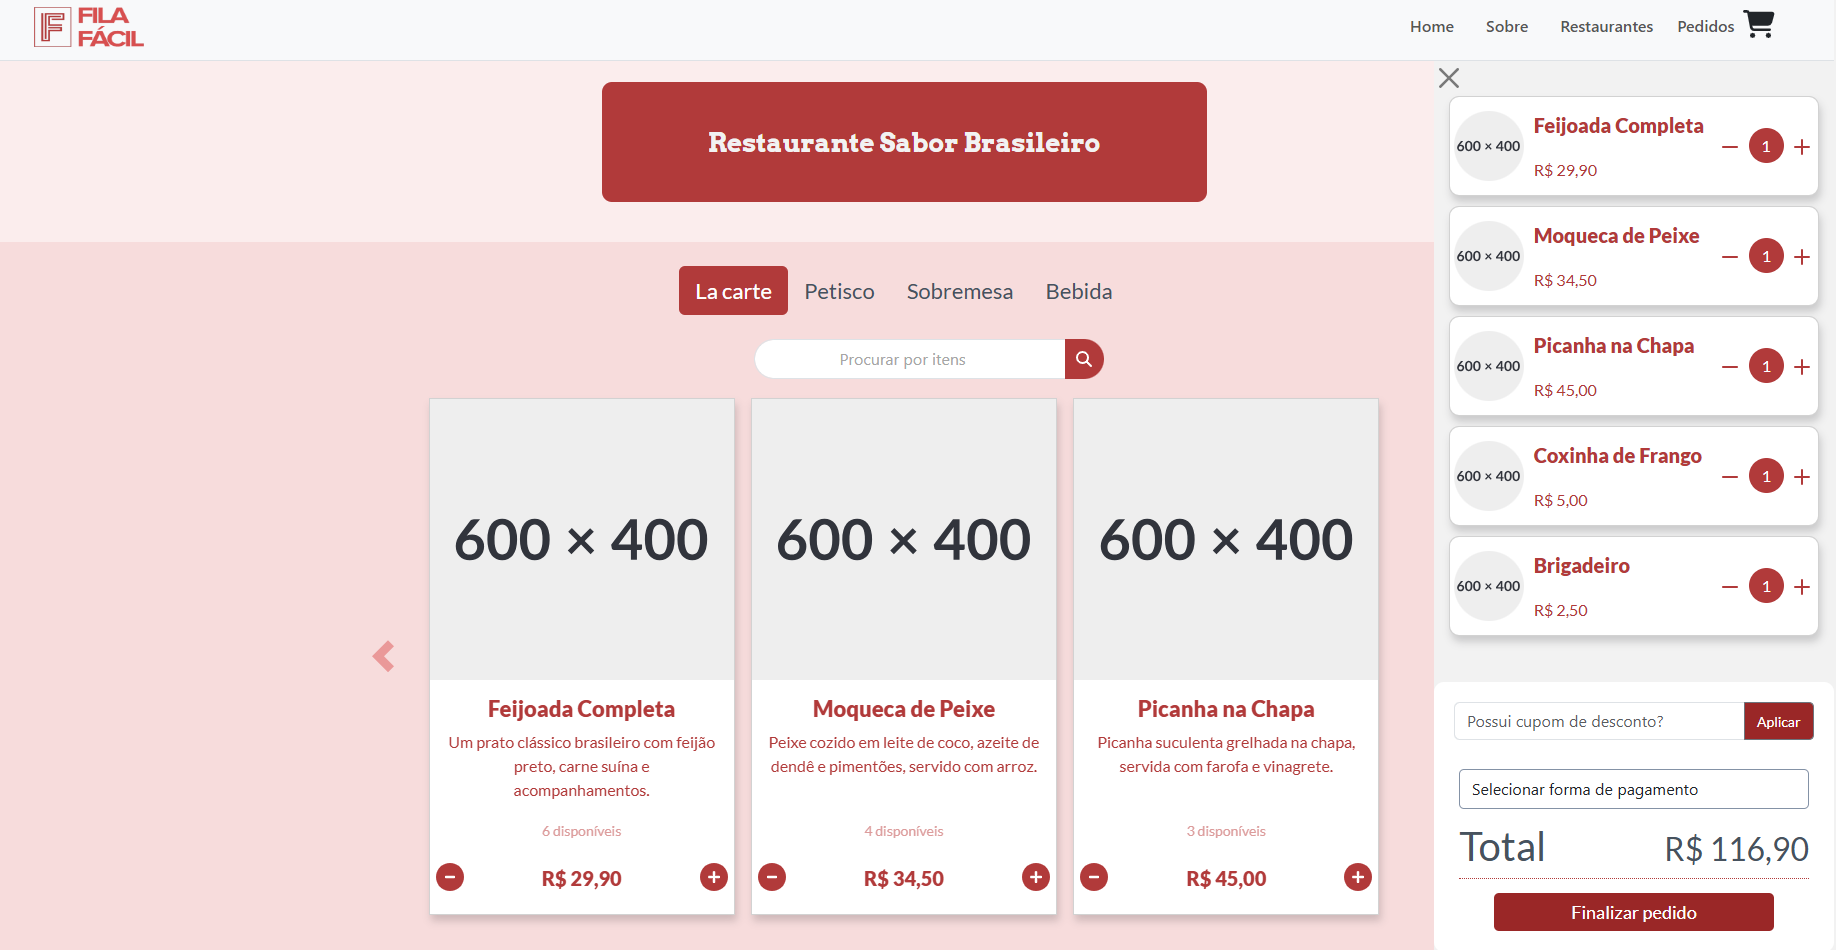 F FILA
FÁCIL
Home Sobre Restaurantes Pedidos
Restaurante Sabor Brasileiro
La carte Petisco Sobremesa Bebida
Procurar por itens
600 × 400
Feijoada Completa
Um prato clássico brasileiro com feijão
preto, carne suína e
acompanhamentos.
6 disponíveis
R$ 29,90
600 × 400
Moqueca de Peixe
Peixe cozido em leite de coco, azeite de
dendê e pimentões, servido com arroz.
4 disponíveis
R$ 34,50
600 × 400
Picanha na Chapa
Picanha suculenta grelhada na chapa,
servida com farofa e vinagrete.
3 disponíveis
R$ 45,00
600 × 400
Feijoada Completa
R$ 29,90
1
600 × 400
Moqueca de Peixe
R$ 34,50
1
600 × 400
Picanha na Chapa
R$ 45,00
1
600 × 400
Coxinha de Frango
R$ 5,00
1
600 × 400
Brigadeiro
R$ 2,50
1
Possui cupom de desconto? Aplicar
Selecionar forma de pagamento
Total R$ 116,90
Finalizar pedido